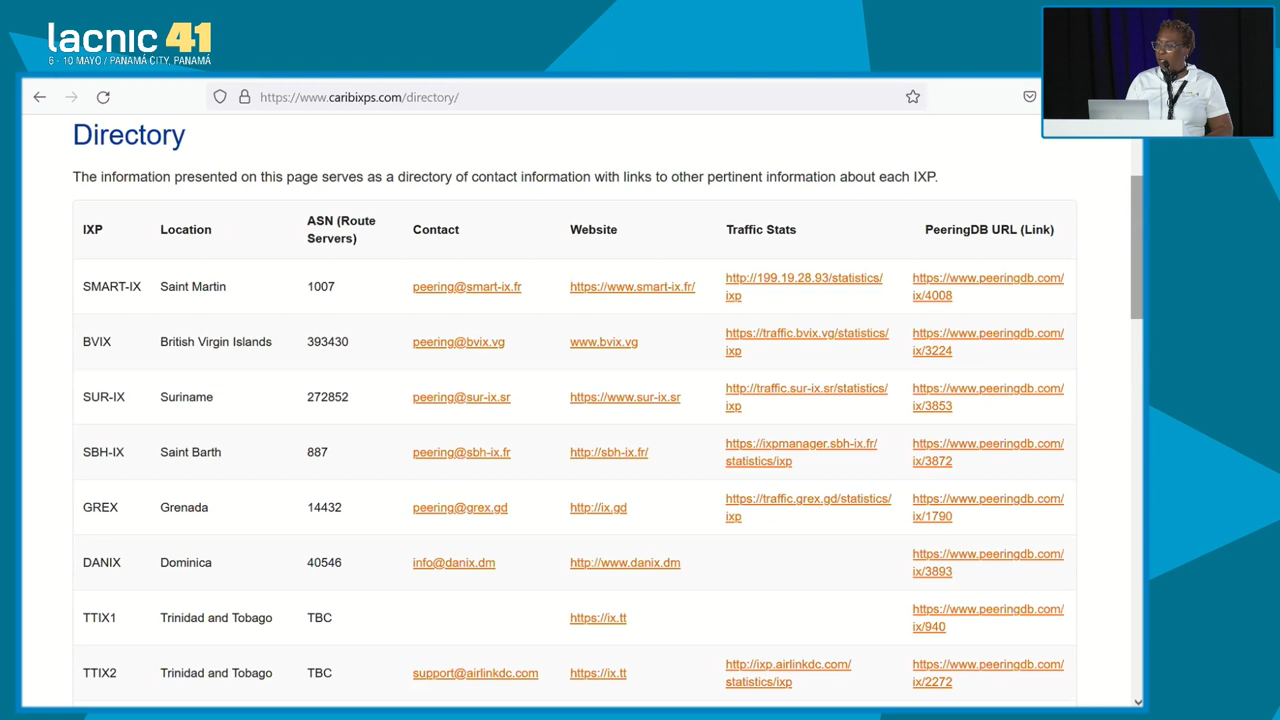 lacnic 41
6 - 10 MAYO / PANAMÁ CITY, PANAMÁ
https://www.caribixps.com/directory/
Directory
The information presented on this page serves as a directory of contact information with links to other pertinent information about each IXP.
IXP Location ASN (Route Servers) Contact Website Traffic Stats PeeringDB URL (Link)
SMART-IX Saint Martin 1007 peering@smart-ix.fr https://www.smart-ix.fr/ http://199.19.28.93/statistics/ixp https://www.peeringdb.com/ix/4008
BVIX British Virgin Islands 393430 peering@bvix.vg www.bvix.vg https://traffic.bvix.vg/statistics/ixp https://www.peeringdb.com/ix/3224
SUR-IX Suriname 272852 peering@sur-ix.sr https://www.sur-ix.sr http://traffic.sur-ix.sr/statistics/ixp https://www.peeringdb.com/ix/3853
SBH-IX Saint Barth 887 peering@sbh-ix.fr http://sbh-ix.fr/ https://ixpmanager.sbh-ix.fr/statistics/ixp https://www.peeringdb.com/ix/3872
GREX Grenada 14432 peering@grex.gd http://ix.gd https://traffic.grex.gd/statistics/ixp https://www.peeringdb.com/ix/1790
DANIX Dominica 40546 info@danix.dm http://www.danix.dm https://www.peeringdb.com/ix/3893
TTIX1 Trinidad and Tobago TBC https://ix.tt https://www.peeringdb.com/ix/940
TTIX2 Trinidad and Tobago TBC support@airlinkdc.com https://ix.tt http://ixp.airlinkdc.com/statistics/ixp https://www.peeringdb.com/ix/2272